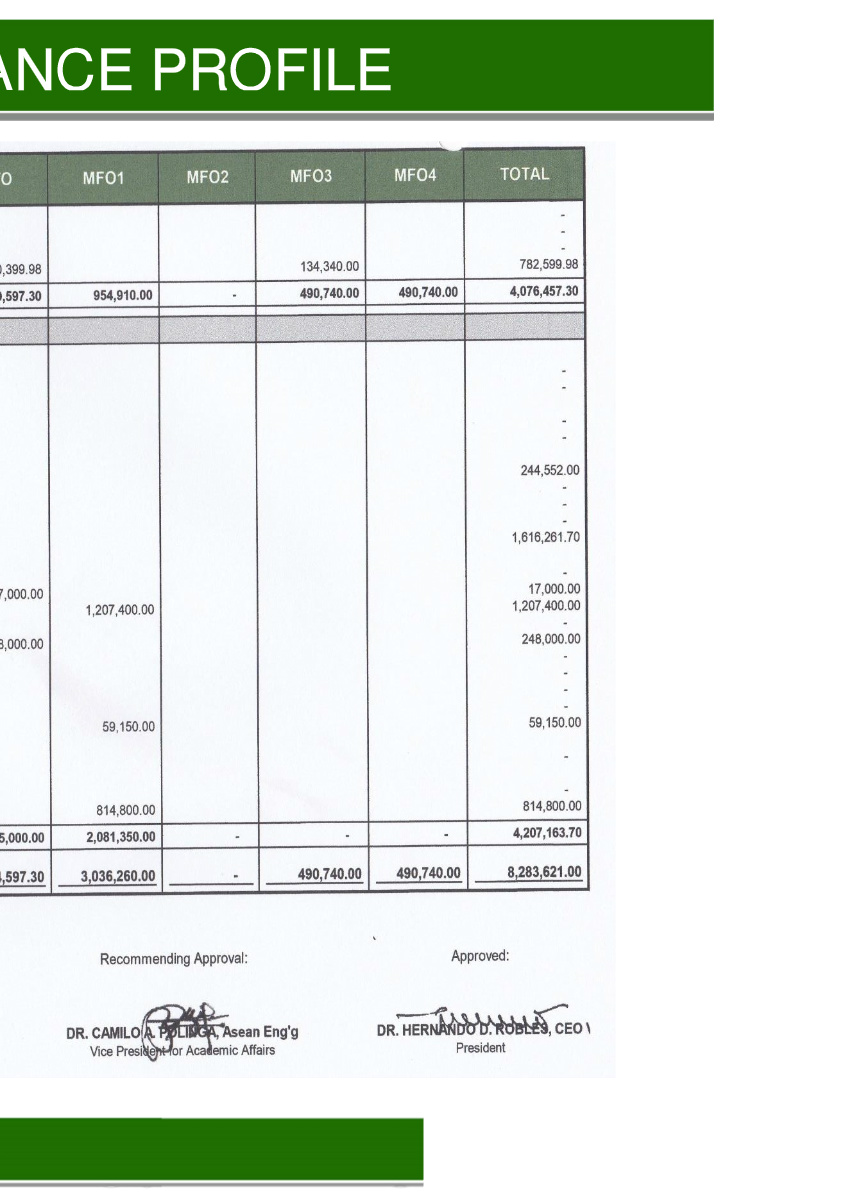 ANCE PROFILE
O MFO1 MFO2 MFO3 MFO4 TOTAL
-
-
-
,399.98 134,340.00 782,599.98
,597.30 954,910.00 - 490,740.00 490,740.00 4,076,457.30
-
-
-
-
244,552.00
-
-
-
1,616,261.70
-
7,000.00 17,000.00
1,207,400.00 1,207,400.00
-
8,000.00 248,000.00
-
-
-
-
59,150.00 59,150.00
-
-
814,800.00 814,800.00
5,000.00 2,081,350.00 - - - 4,207,163.70
,597.30 3,036,260.00 - 490,740.00 490,740.00 8,283,621.00
Recommending Approval: Approved:
DR. CAMILO A. POLINGA, Asean Eng'g DR. HERNANDO D. ROBLES, CEO
Vice President for Academic Affairs President